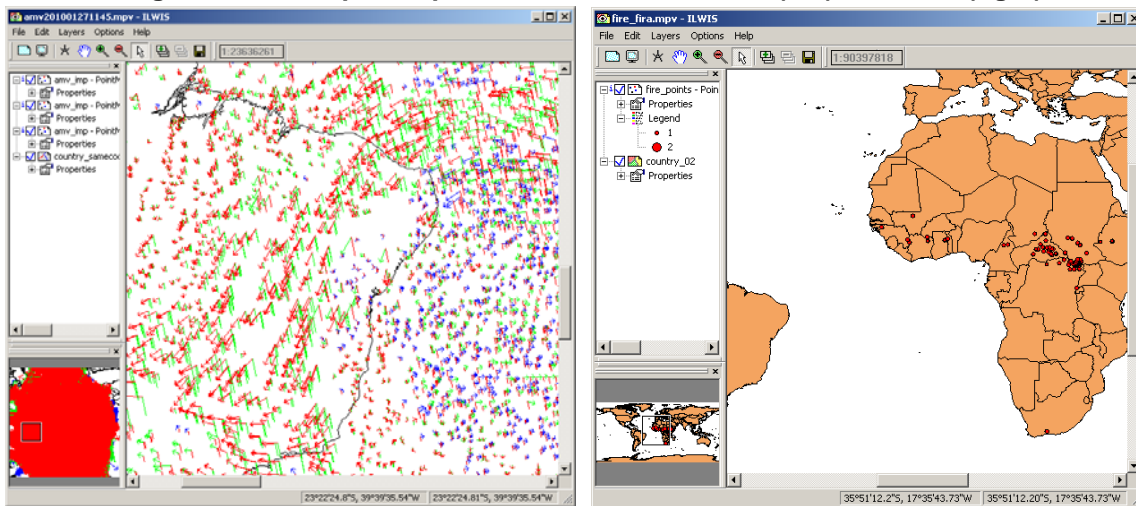 amv201001271145.mpv - ILWIS
File Edit Layers Options Help
1:23636261
amv_imp - PointM
Properties
amv_imp - PointM
Properties
amv_imp - PointM
Properties
country_sameco
Properties
23°22'24.8"S, 39°39'35.54"W 23°22'24.81"S, 39°39'35.54"W
fire_fira.mpv - ILWIS
File Edit Layers Options Help
1:90397818
fire_points - Poin
Properties
Legend
1
2
country_02
Properties
35°51'12.2"S, 17°35'43.73"W 35°51'12.20"S, 17°35'43.73"W